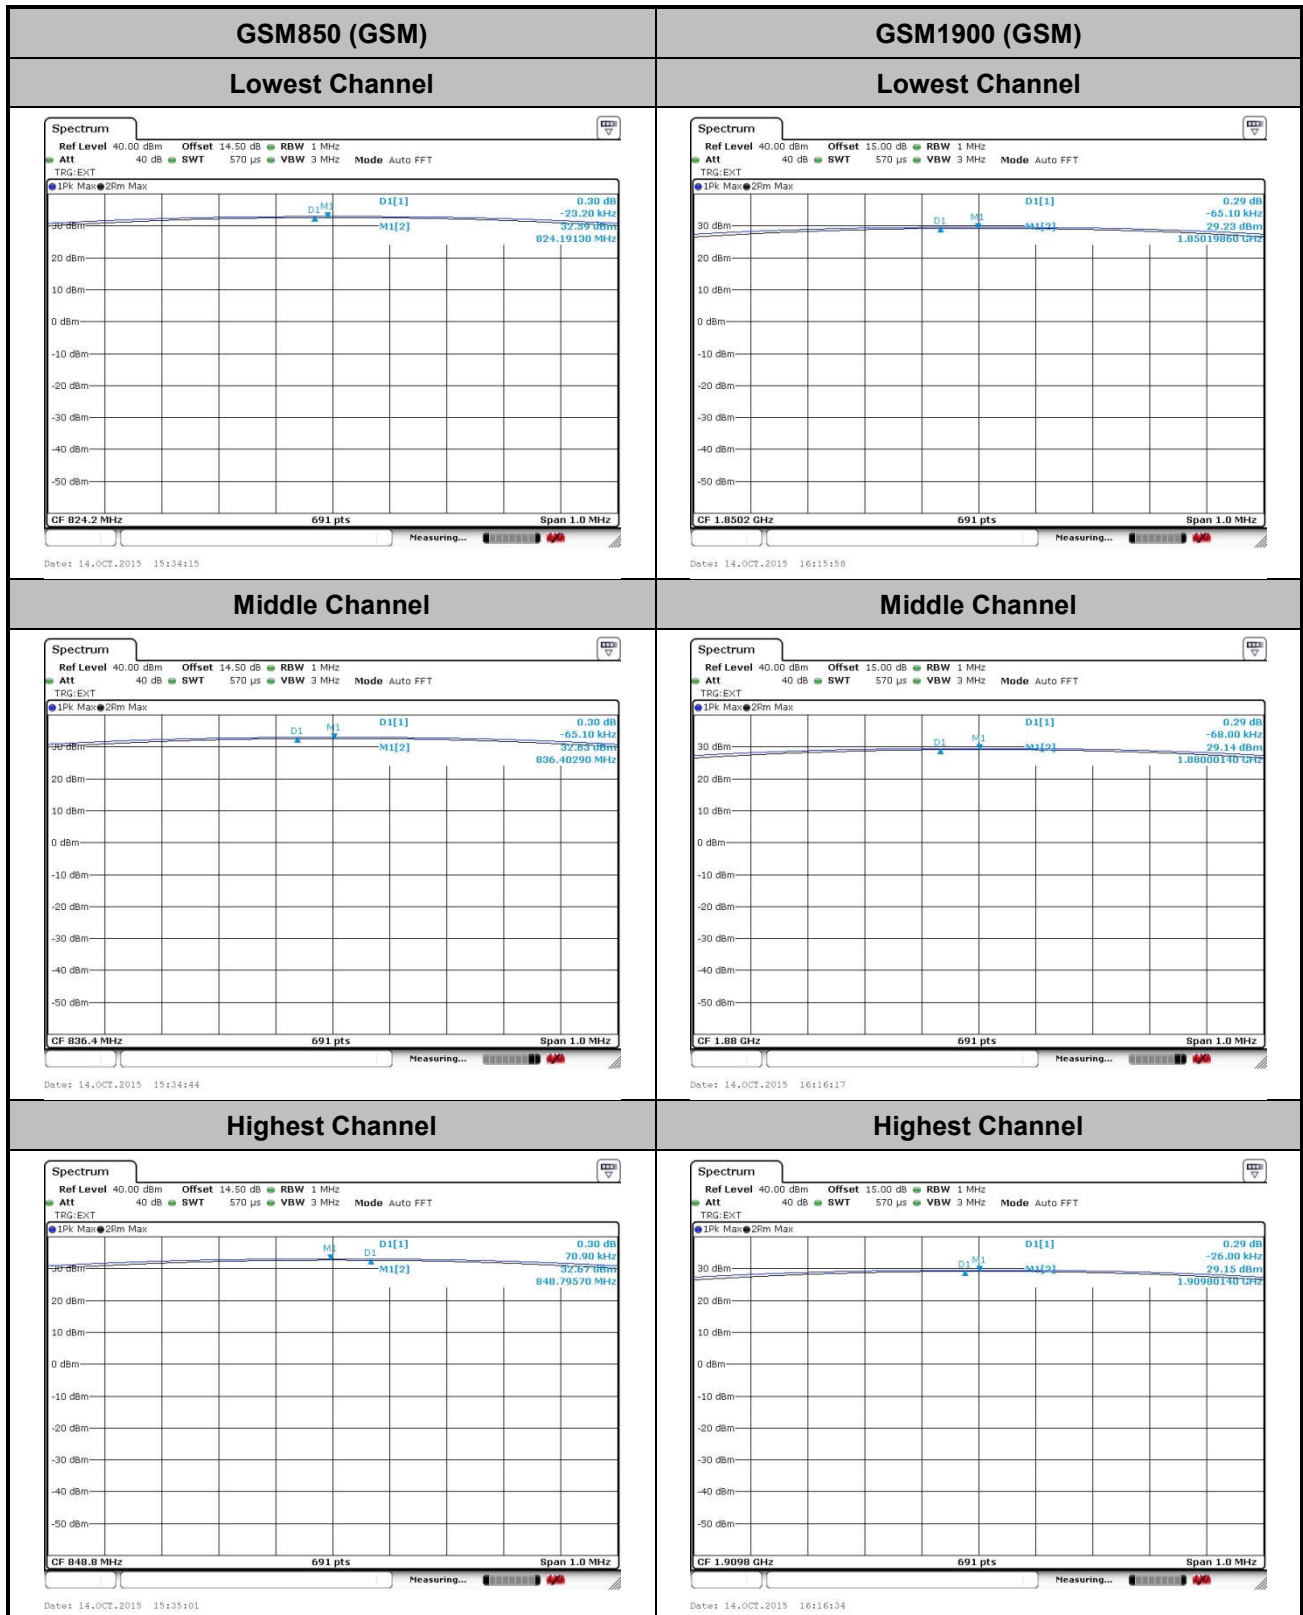 GSM850 (GSM)
GSM1900 (GSM)
Lowest Channel
Lowest Channel
Spectrum
Ref Level 40.00 dBm Offset 14.50 dB RBW 1 MHz
Att 40 dB SWT 570 µs VBW 3 MHz Mode Auto FFT
TRG:EXT
1Pk Max 2Rm Max
D1[1] 0.30 dB
-23.20 kHz
M1[2] 32.59 dBm
824.19130 MHz
D1 M1
30 dBm
20 dBm
10 dBm
0 dBm
-10 dBm
-20 dBm
-30 dBm
-40 dBm
-50 dBm
CF 824.2 MHz 691 pts Span 1.0 MHz
Measuring...
Date: 14.OCT.2015 15:34:15
Spectrum
Ref Level 40.00 dBm Offset 15.00 dB RBW 1 MHz
Att 40 dB SWT 570 µs VBW 3 MHz Mode Auto FFT
TRG:EXT
1Pk Max 2Rm Max
D1[1] 0.29 dB
-65.10 kHz
M1[2] 29.23 dBm
1.85019860 GHz
D1 M1
30 dBm
20 dBm
10 dBm
0 dBm
-10 dBm
-20 dBm
-30 dBm
-40 dBm
-50 dBm
CF 1.8502 GHz 691 pts Span 1.0 MHz
Measuring...
Date: 14.OCT.2015 16:15:58
Middle Channel
Middle Channel
Spectrum
Ref Level 40.00 dBm Offset 14.50 dB RBW 1 MHz
Att 40 dB SWT 570 µs VBW 3 MHz Mode Auto FFT
TRG:EXT
1Pk Max 2Rm Max
D1[1] 0.30 dB
-65.10 kHz
M1[2] 32.63 dBm
836.40290 MHz
D1 M1
30 dBm
20 dBm
10 dBm
0 dBm
-10 dBm
-20 dBm
-30 dBm
-40 dBm
-50 dBm
CF 836.4 MHz 691 pts Span 1.0 MHz
Measuring...
Date: 14.OCT.2015 15:34:44
Spectrum
Ref Level 40.00 dBm Offset 15.00 dB RBW 1 MHz
Att 40 dB SWT 570 µs VBW 3 MHz Mode Auto FFT
TRG:EXT
1Pk Max 2Rm Max
D1[1] 0.29 dB
-68.00 kHz
M1[2] 29.14 dBm
1.88000140 GHz
D1 M1
30 dBm
20 dBm
10 dBm
0 dBm
-10 dBm
-20 dBm
-30 dBm
-40 dBm
-50 dBm
CF 1.88 GHz 691 pts Span 1.0 MHz
Measuring...
Date: 14.OCT.2015 16:16:17
Highest Channel
Highest Channel
Spectrum
Ref Level 40.00 dBm Offset 14.50 dB RBW 1 MHz
Att 40 dB SWT 570 µs VBW 3 MHz Mode Auto FFT
TRG:EXT
1Pk Max 2Rm Max
D1[1] 0.30 dB
70.90 kHz
M1[2] 32.67 dBm
848.79570 MHz
M1 D1
30 dBm
20 dBm
10 dBm
0 dBm
-10 dBm
-20 dBm
-30 dBm
-40 dBm
-50 dBm
CF 848.8 MHz 691 pts Span 1.0 MHz
Measuring...
Date: 14.OCT.2015 15:35:01
Spectrum
Ref Level 40.00 dBm Offset 15.00 dB RBW 1 MHz
Att 40 dB SWT 570 µs VBW 3 MHz Mode Auto FFT
TRG:EXT
1Pk Max 2Rm Max
D1[1] 0.29 dB
-26.00 kHz
M1[2] 29.15 dBm
1.90980140 GHz
D1 M1
30 dBm
20 dBm
10 dBm
0 dBm
-10 dBm
-20 dBm
-30 dBm
-40 dBm
-50 dBm
CF 1.9098 GHz 691 pts Span 1.0 MHz
Measuring...
Date: 14.OCT.2015 16:16:34